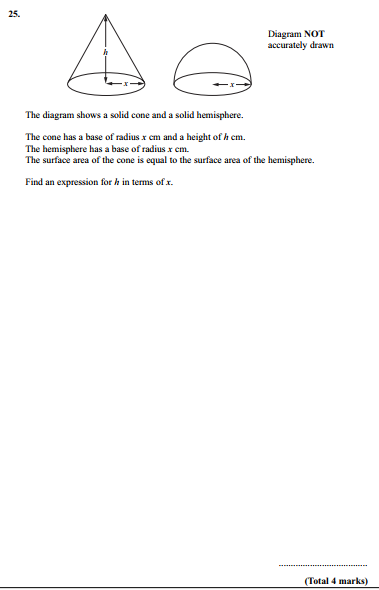 25.
h
x
x
Diagram NOT
accurately drawn
The diagram shows a solid cone and a solid hemisphere.
The cone has a base of radius x cm and a height of h cm.
The hemisphere has a base of radius x cm.
The surface area of the cone is equal to the surface area of the hemisphere.
Find an expression for h in terms of x.
.....................................
(Total 4 marks)